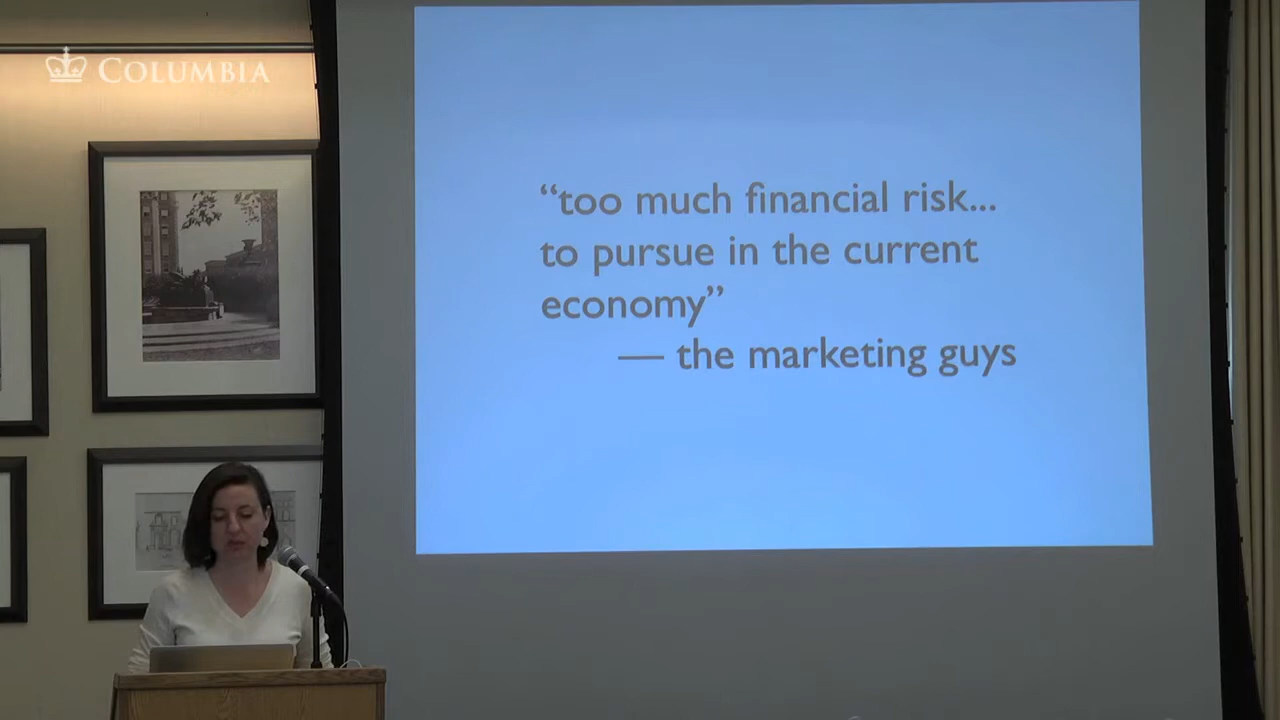 COLUMBIA
“too much financial risk...
to pursue in the current
economy”
— the marketing guys